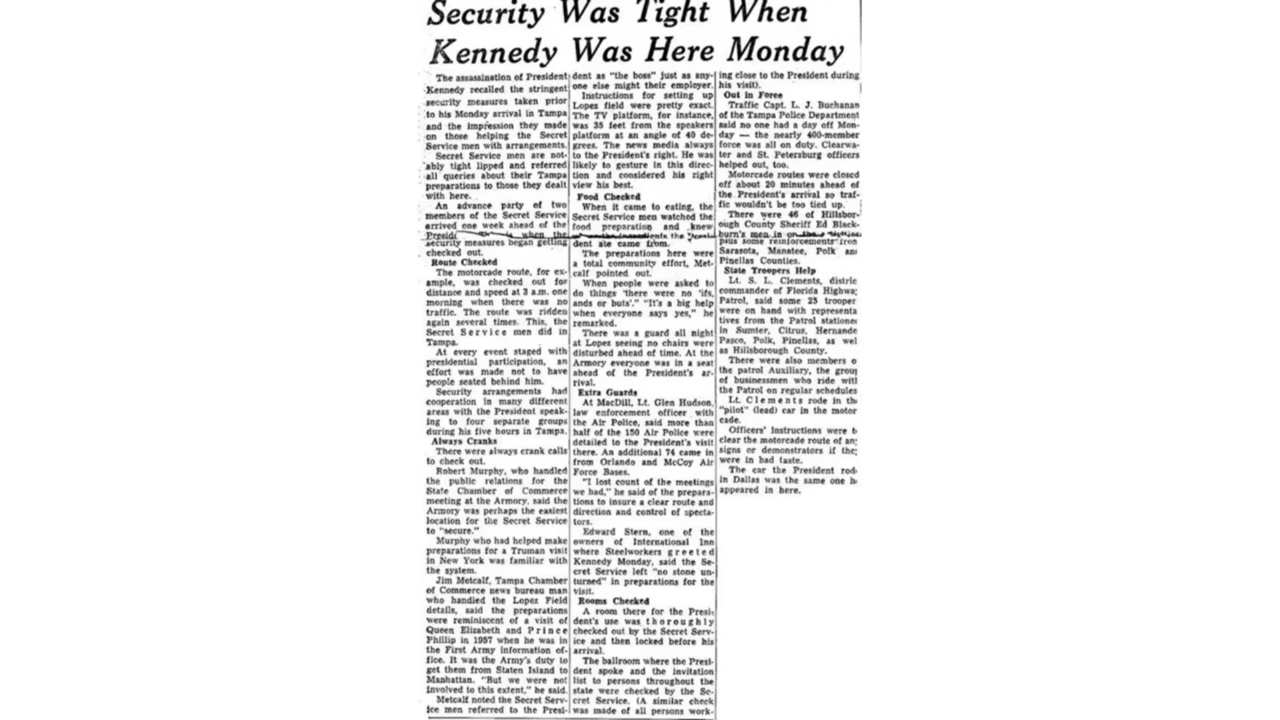 Security Was Tight When
Kennedy Was Here Monday
The assassination of President
Kennedy recalled the stringent
security measures taken prior
to his Monday arrival in Tampa
and the impression they made
on those helping the Secret
Service men with arrangements.
Secret Service men are not-
ably tight lipped and referred
all queries about their Tampa
preparations to those they dealt
with here.
An advance party of two
members of the Secret Service
arrived one week ahead of the
when the
security measures began getting
checked out.
Route Checked
The motorcade route, for ex-
ample, was checked out for
distance and speed at 3 a.m. one
morning when there was no
traffic. The route was ridden
again several times. This, the
Secret Service men did in
Tampa.
At every event staged with
presidential participation, an
effort was made not to have
people seated behind him.
Security arrangements had
cooperation in many different
areas with the President speak-
ing to four separate groups
during his five hours in Tampa.
Always Cranks
There were always crank calls
to check out.
Robert Murphy, who handled
the public relations for the
State Chamber of Commerce
meeting at the Armory, said the
Armory was perhaps the easiest
location for the Secret Service
to "secure."
Murphy who had helped make
preparations for a Truman visit
in New York was familiar with
the system.
Jim Metcalf, Tampa Chamber
of Commerce news bureau man
who handled the Lopez Field
details, said the preparations
were reminiscent of a visit of
Queen Elizabeth and Prince
Phillip in 1957 when he was in
the First Army information of-
fice. It was the Army's duty to
get them from Staten Island to
Manhattan. "But we were not
involved to this extent," he said.
Metcalf noted the Secret Serv-
ice men referred to the Presi-
dent as "the boss" just as any-
one else might their employer.
Instructions for setting up
Lopez field were pretty exact.
The TV platform, for instance,
was 35 feet from the speakers
platform at an angle of 40 de-
grees. The news media always
to the President's right. He was
likely to gesture in this direc-
tion and considered his right
view his best.
Food Checked
When it came to eating, the
Secret Service men watched the
food preparation and knew
the ingredients the
dent ate came from.
The preparations here were
a total community effort, Met-
calf pointed out.
When people were asked to
do things 'there were no 'ifs,
ands or buts'." "It's a big help
when everyone says yes," he
remarked.
There was a guard all night
at Lopez seeing no chairs were
disturbed ahead of time. At the
Armory everyone was in a seat
ahead of the President's ar-
rival.
Extra Guards
At MacDill, Lt. Glen Hudson,
law enforcement officer with
the Air Police, said more than
half of the 150 Air Police were
detailed to the President's visit
there. An additional 74 came in
from Orlando and McCoy Air
Force Bases.
"I lost count of the meetings
we had," he said of the prepara-
tions to insure a clear route and
direction and control of specta-
tors.
Edward Stern, one of the
owners of International Inn
where Steelworkers greeted
Kennedy Monday, said the Se-
cret Service left "no stone un-
turned" in preparations for the
visit.
Rooms Checked
A room there for the Presi-
dent's use was thoroughly
checked out by the Secret Serv-
ice and then locked before his
arrival.
The ballroom where the Presi-
dent spoke and the invitation
list to persons throughout the
state were checked by the Se-
cret Service. (A similar check
was made of all persons work-
ing close to the President during
his visit).
Out in Force
Traffic Capt. L. J. Buchanan
of the Tampa Police Department
said no one had a day off Mon-
day — the nearly 400-member
force was all on duty. Clearwa-
ter and St. Petersburg officers
helped out, too.
Motorcade routes were closed
off about 20 minutes ahead of
the President's arrival so traf-
fic wouldn't be too tied up.
There were 46 of Hillsbor-
ough County Sheriff Ed Black-
burn's men in on
plus some reinforcements from
Sarasota, Manatee, Polk an
Pinellas Counties.
State Troopers Help
Lt. S. L. Clements, distric
commander of Florida Highwa
Patrol, said some 25 trooper
were on hand with representa
tives from the Patrol statione
in Sumter, Citrus, Hernando
Pasco, Polk, Pinellas, as wel
as Hillsborough County.
There were also members o
the patrol Auxiliary, the grou
of businessmen who ride wit
the Patrol on regular schedules
Lt. Clements rode in th
"pilot" (lead) car in the motor
cade.
Officers' instructions were t
clear the motorcade route of an
signs or demonstrators if the
were in bad taste.
The car the President rod
in Dallas was the same one h
appeared in here.